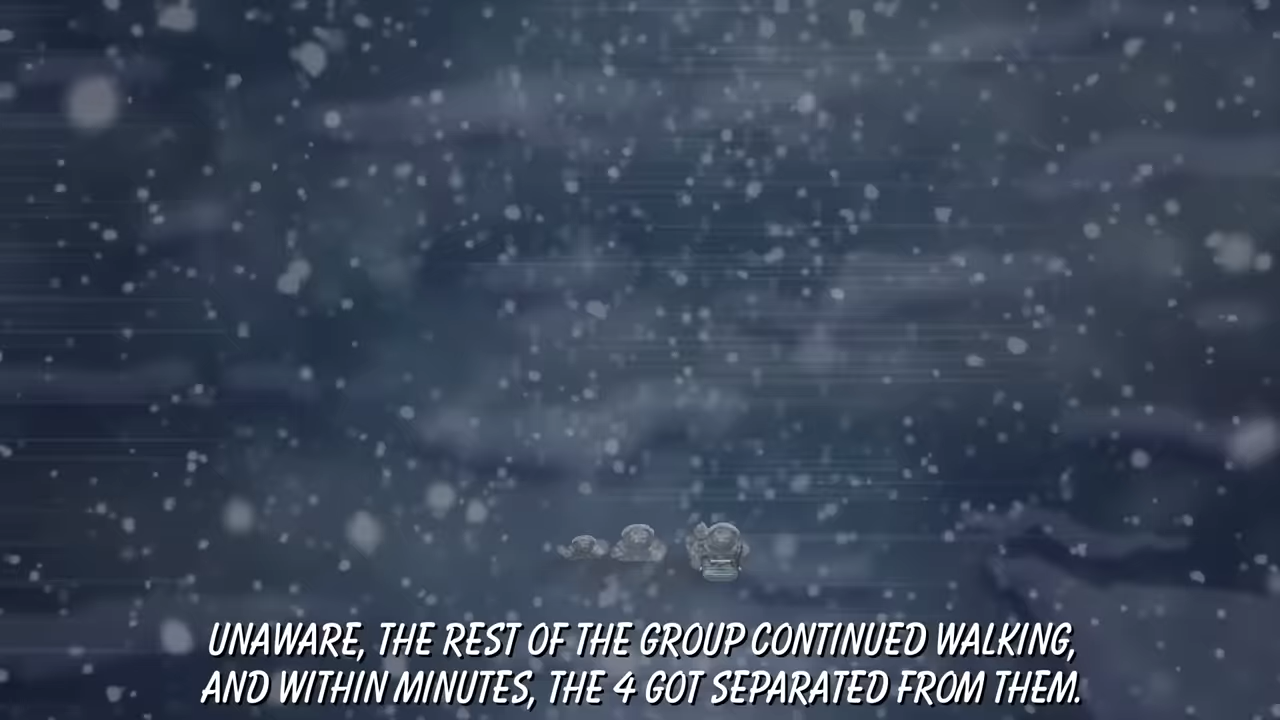 UNAWARE, THE REST OF THE GROUP CONTINUED WALKING,
AND WITHIN MINUTES, THE 4 GOT SEPARATED FROM THEM.